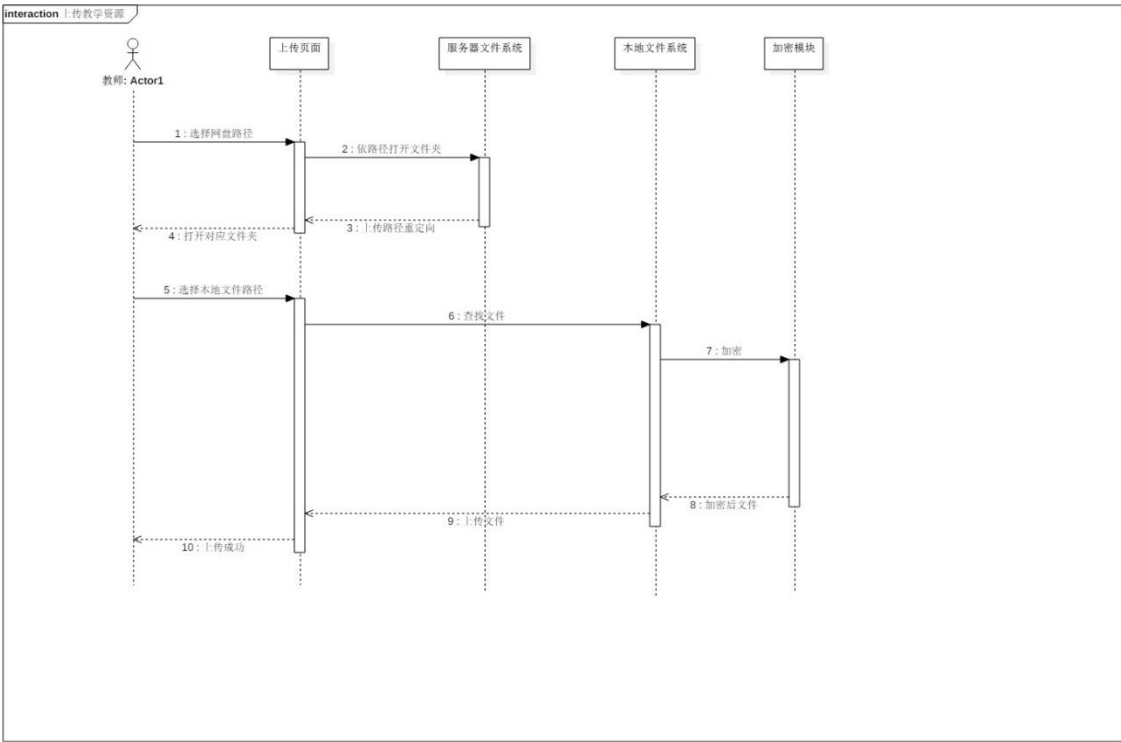 interaction 上传教学资源
上传页面
服务器文件系统
本地文件系统
加密模块
教师: Actor1
1 : 选择网盘路径
2 : 依路径打开文件夹
3 : 上传路径重定向
4 : 打开对应文件夹
5 : 选择本地文件路径
6 : 查找文件
7 : 加密
8 : 加密后文件
9 : 上传文件
10 : 上传成功